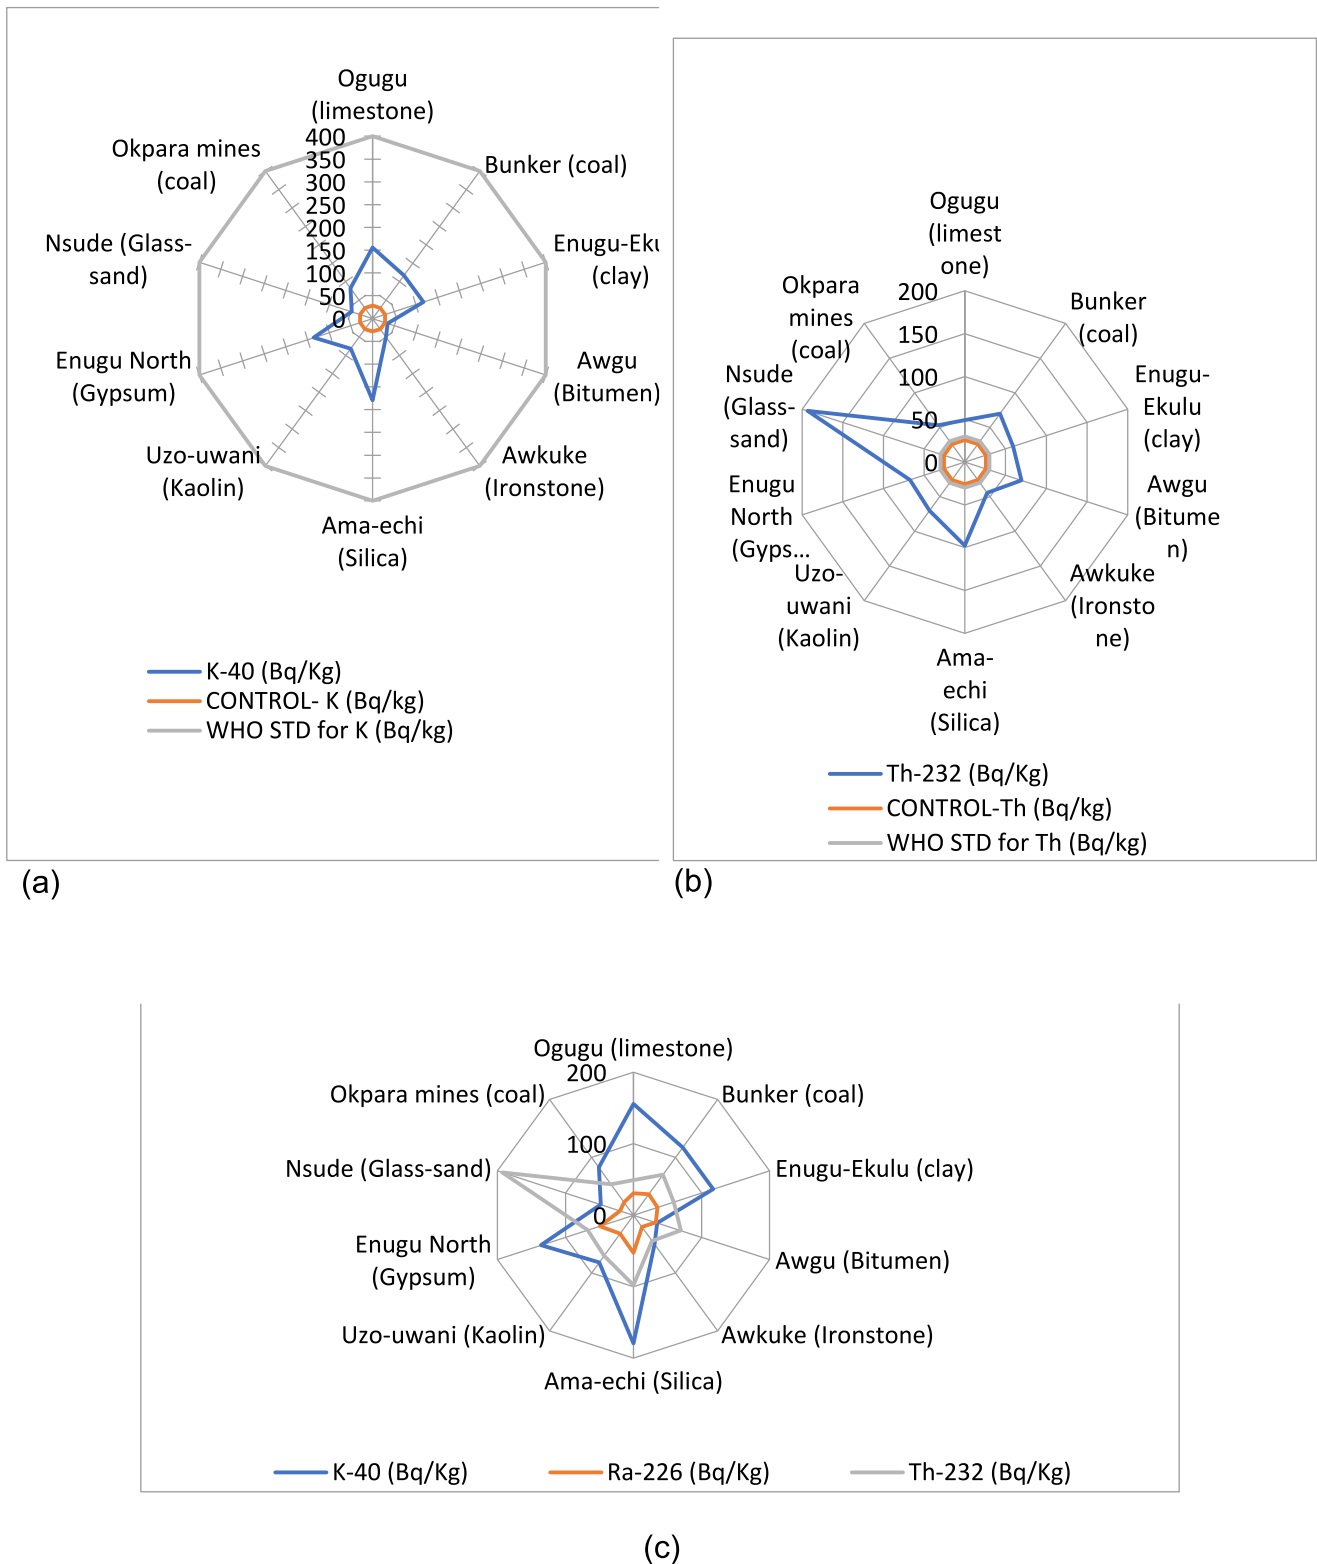 Ogugu
(limestone)
400
350
300
250
200
150
100
50
0
Bunker (coal)
Enugu-Eku
(clay)
Awgu
(Bitumen)
Awkuke
(Ironstone)
Ama-echi
(Silica)
Uzo-uwani
(Kaolin)
Enugu North
(Gypsum)
Nsude (Glass-
sand)
Okpara mines
(coal)
K-40 (Bq/Kg)
CONTROL- K (Bq/kg)
WHO STD for K (Bq/kg)
(a)
Ogugu
(limest
one)
200
150
100
50
0
Bunker
(coal)
Enugu-
Ekulu
(clay)
Awgu
(Bitume
n)
Awkuke
(Ironsto
ne)
Ama-
echi
(Silica)
Uzo-
uwani
(Kaolin)
Enugu
North
(Gyps...
Nsude
(Glass-
sand)
Okpara
mines
(coal)
Th-232 (Bq/Kg)
CONTROL-Th (Bq/kg)
WHO STD for Th (Bq/kg)
(b)
Ogugu (limestone)
200
100
0
Bunker (coal)
Enugu-Ekulu (clay)
Awgu (Bitumen)
Awkuke (Ironstone)
Ama-echi (Silica)
Uzo-uwani (Kaolin)
Enugu North
(Gypsum)
Nsude (Glass-sand)
Okpara mines (coal)
K-40 (Bq/Kg)
Ra-226 (Bq/Kg)
Th-232 (Bq/Kg)
(c)